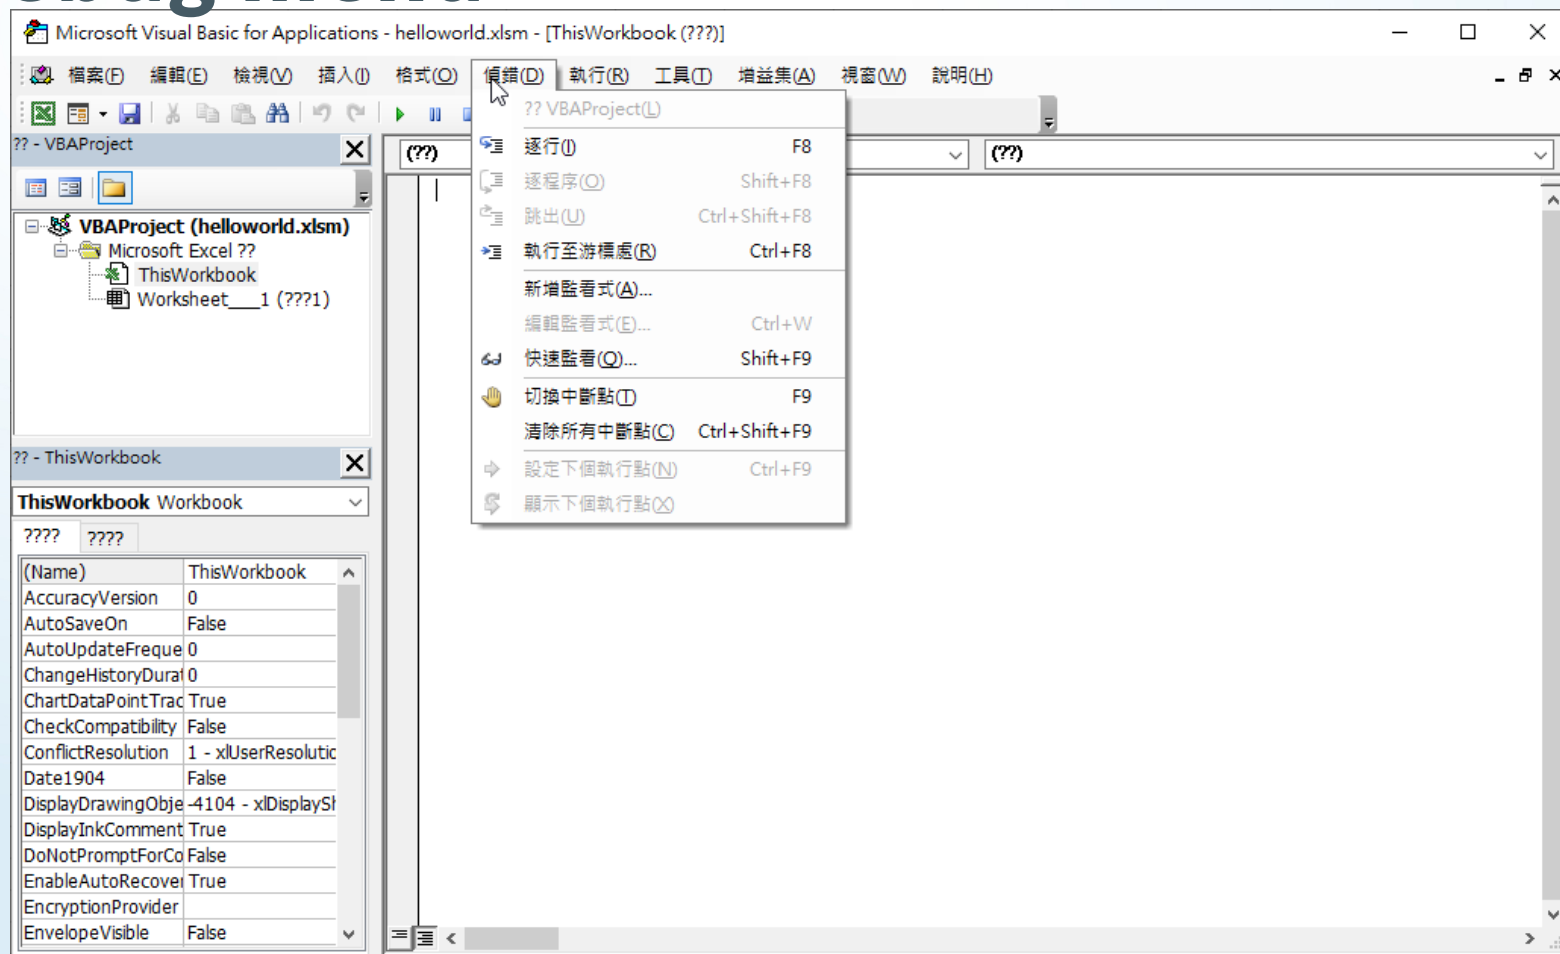 Microsoft Visual Basic for Applications - helloworld.xlsm - [ThisWorkbook (???)]
檔案(F) 編輯(E) 檢視(V) 插入(I) 格式(O) 偵錯(D) 執行(R) 工具(T) 增益集(A) 視窗(W) 說明(H)
?? - VBAProject
VBAProject (helloworld.xlsm)
Microsoft Excel ??
ThisWorkbook
Worksheet___1 (???1)
?? - ThisWorkbook
ThisWorkbook Workbook
???? ????
(Name) ThisWorkbook
AccuracyVersion 0
AutoSaveOn False
AutoUpdateFreque 0
ChangeHistoryDurat 0
ChartDataPointTrac True
CheckCompatibility False
ConflictResolution 1 - xlUserResolutic
Date1904 False
DisplayDrawingObje -4104 - xlDisplaySh
DisplayInkComment True
DoNotPromptForCo False
EnableAutoRecover True
EncryptionProvider
EnvelopeVisible False
?? VBAProject(L)
逐行(I) F8
逐程序(O) Shift+F8
跳出(U) Ctrl+Shift+F8
執行至游標處(R) Ctrl+F8
新增監看式(A)...
編輯監看式(E)... Ctrl+W
快速監看(Q)... Shift+F9
切換中斷點(T) F9
清除所有中斷點(C) Ctrl+Shift+F9
設定下個執行點(N) Ctrl+F9
顯示下個執行點(X)
(??) (??)